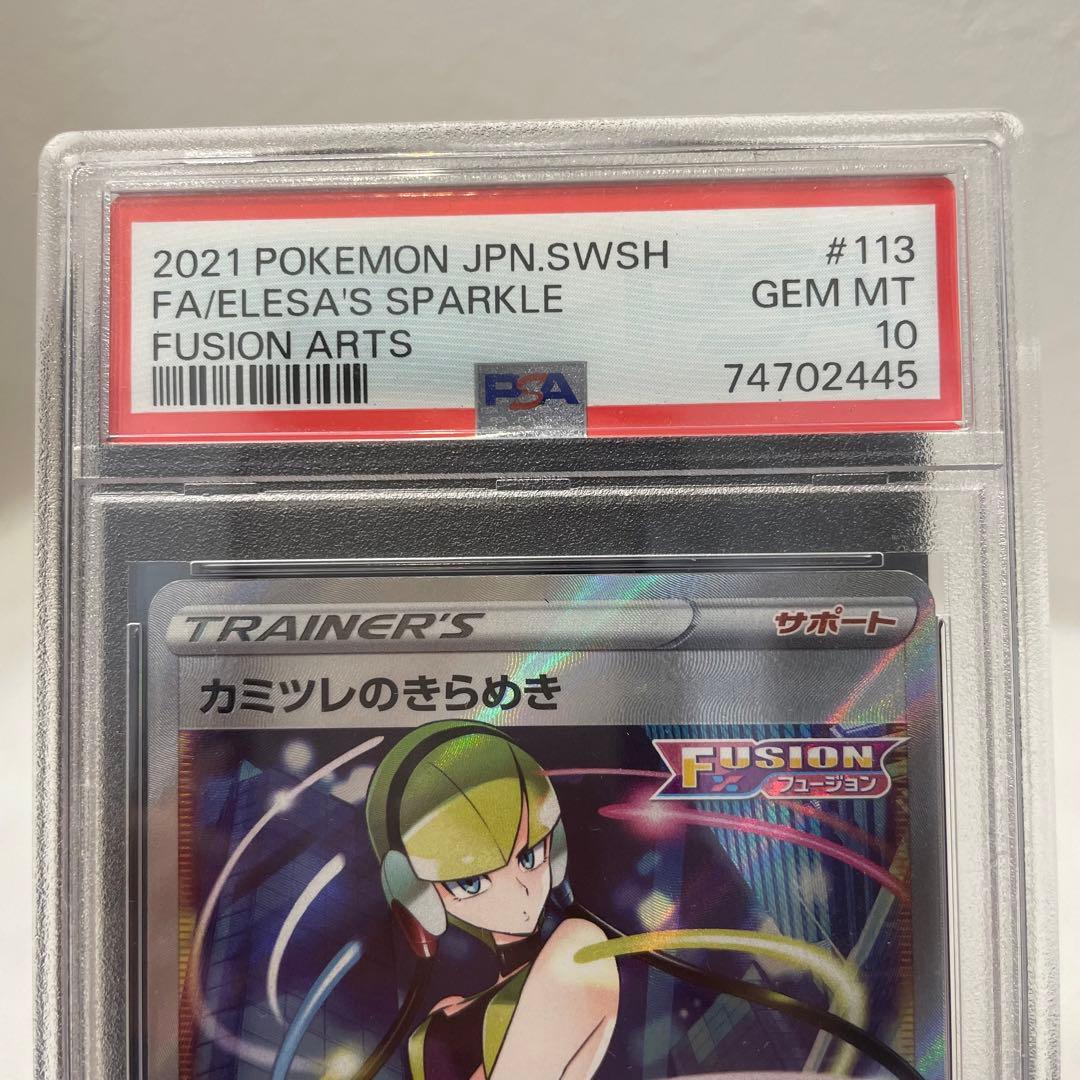 2021 POKEMON JPN.SWSH
#113
FA/ELESA'S SPARKLE
GEM MT
FUSION ARTS
10
PSA
74702445
TRAINER'S
サポート
カミツレのきらめき
FUSION
フュージョン